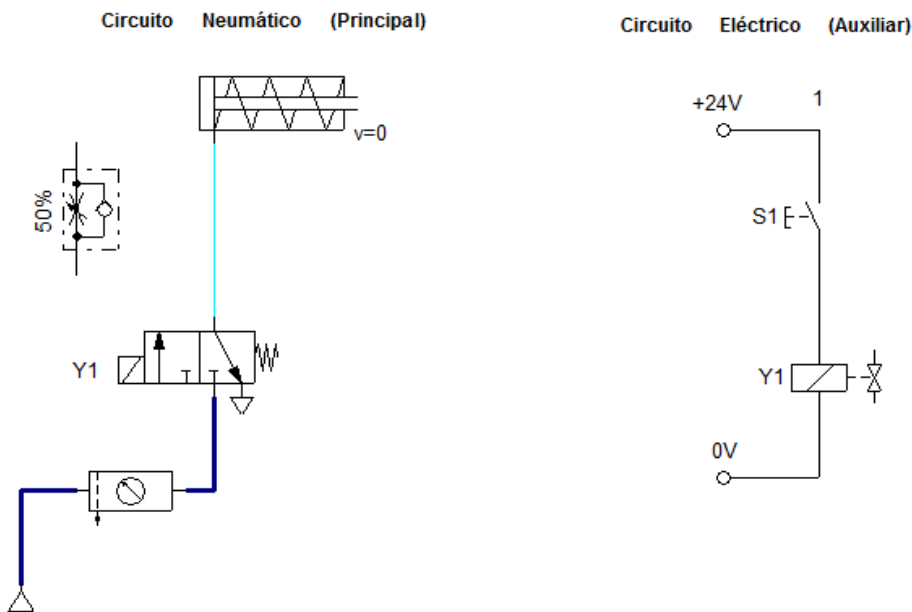 Circuito Neumático (Principal)
Circuito Eléctrico (Auxiliar)
v=0
50%
Y1
+24V
1
S1
Y1
0V